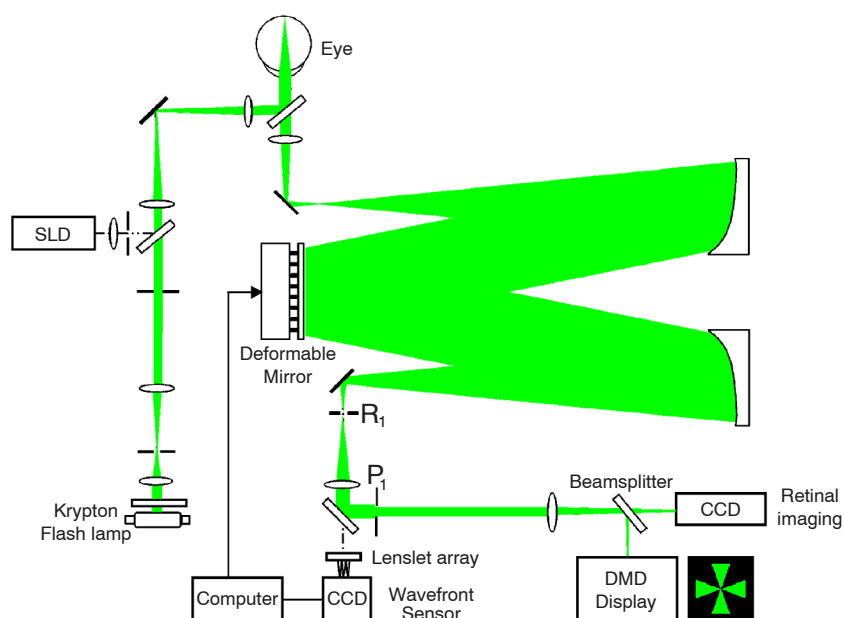 Eye
SLD
Deformable
Mirror
R1
P1
Krypton
Flash lamp
Beamsplitter
CCD
Retinal
imaging
Lenslet array
DMD
Display
Computer
CCD
Wavefront
Sensor